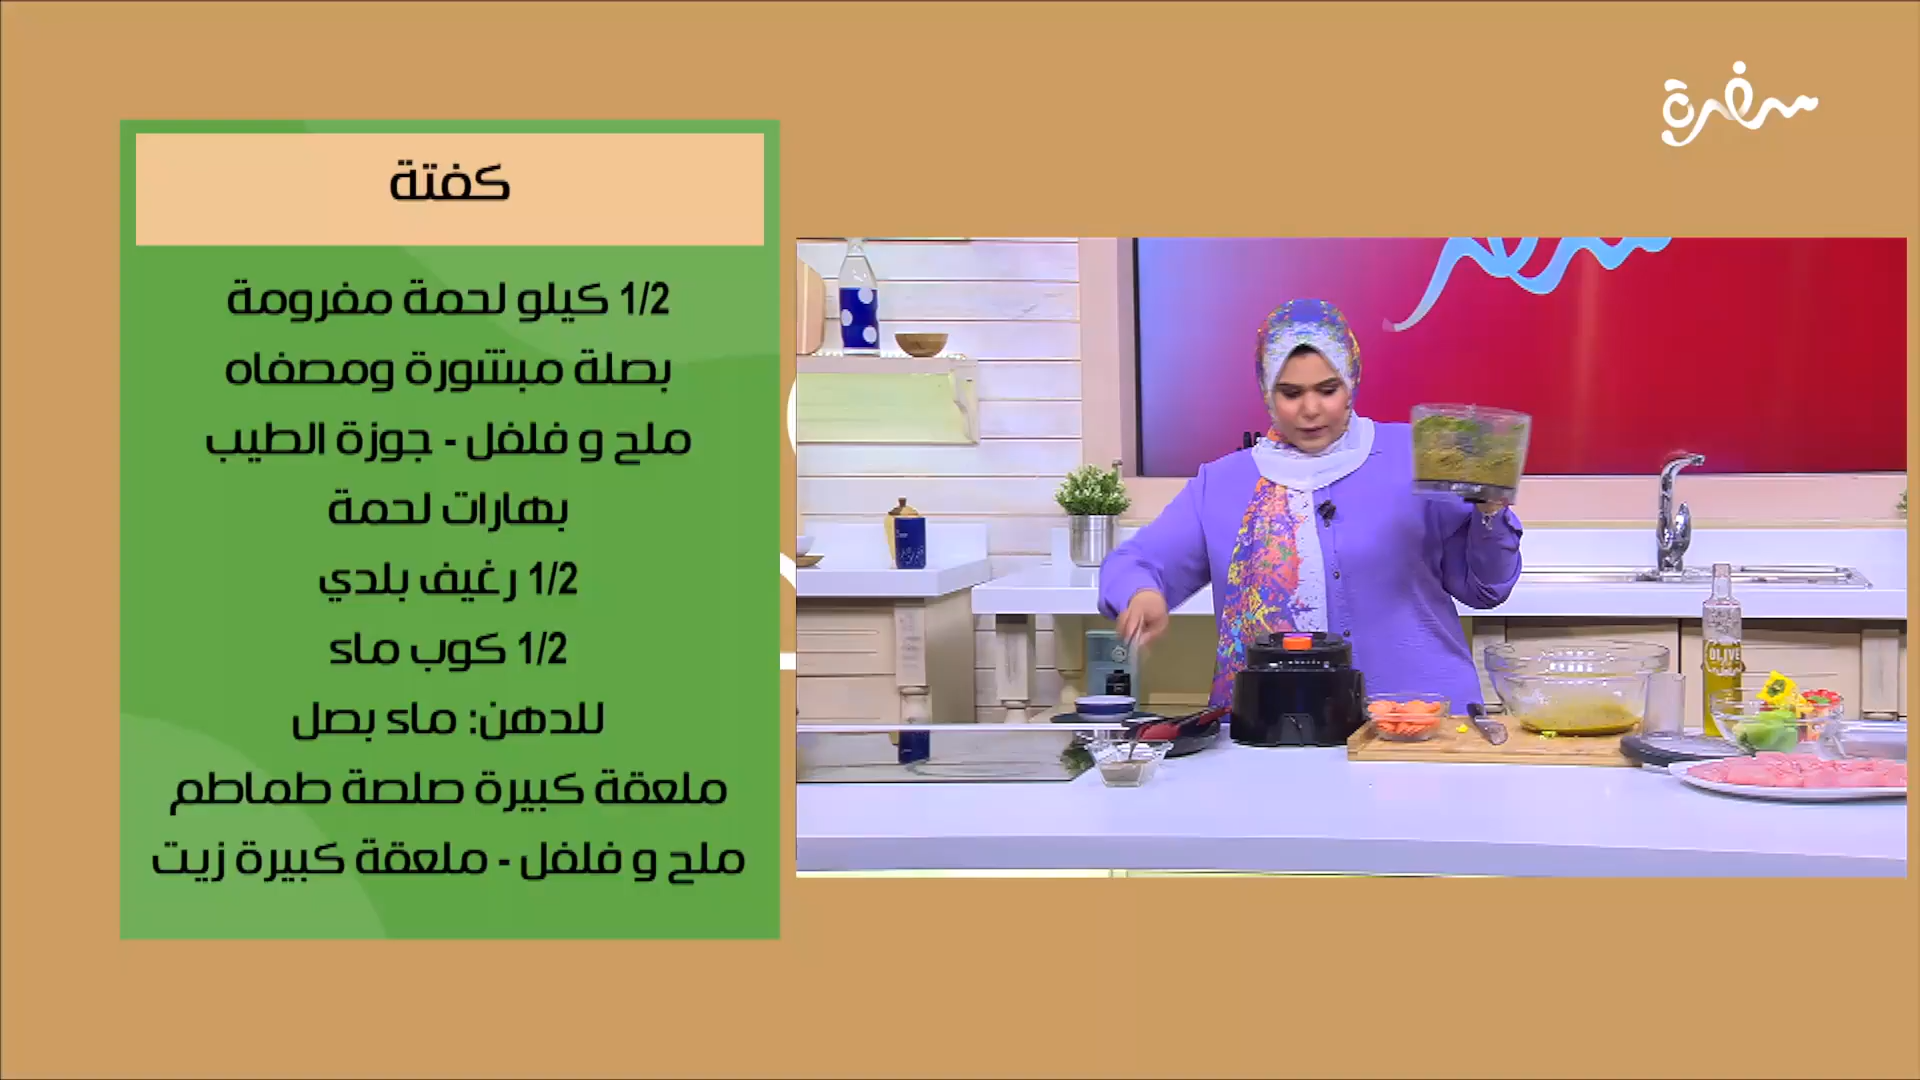 سفرة
كفتة
1/2 كيلو لحمة مفرومة
بصلة مبشورة ومصفاه
ملح و فلفل - جوزة الطيب
بهارات لحمة
1/2 رغيف بلدي
1/2 كوب ماء
للدهن: ماء بصل
ملعقة كبيرة صلصة طماطم
ملح و فلفل - ملعقة كبيرة زيت
OLIVE